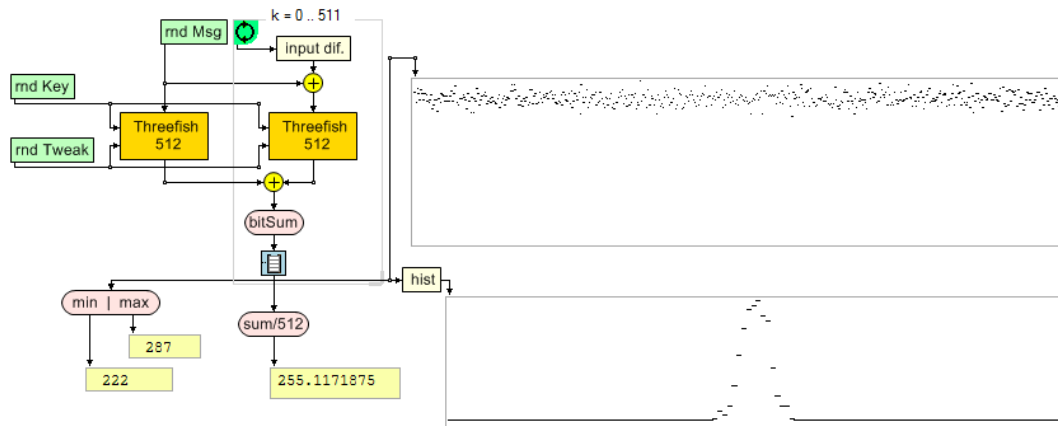 k = 0 .. 511
rnd Msg
input dif.
+
rnd Key
Threefish
512
Threefish
512
rnd Tweak
+
bitSum
hist
min | max
sum/512
287
222
255.1171875